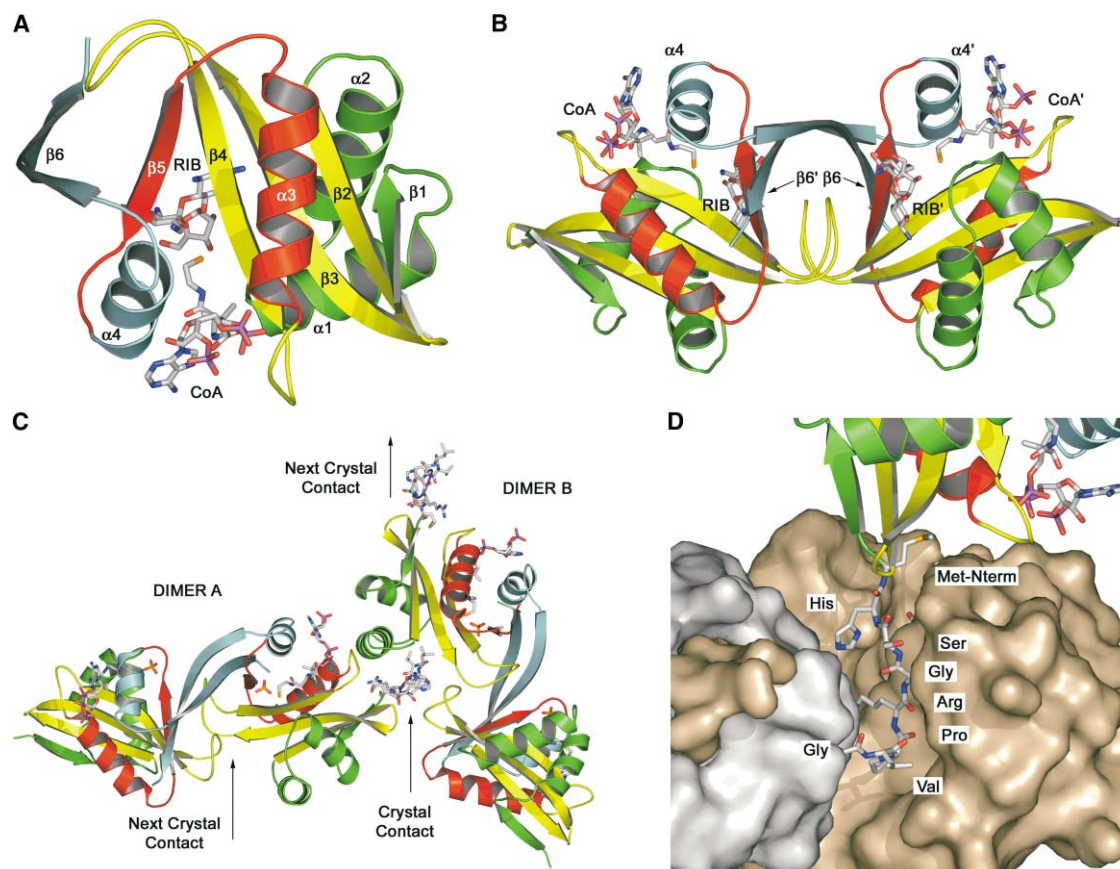 A
α2
β6
β5
RIB
β4
α3
β2
β1
β3
α4
α1
CoA
B
α4
α4'
CoA
CoA'
β6' β6
RIB
RIB'
C
Next Crystal
Contact
DIMER B
DIMER A
Next Crystal
Contact
Crystal
Contact
D
Met-Nterm
His
Ser
Gly
Arg
Pro
Gly
Val